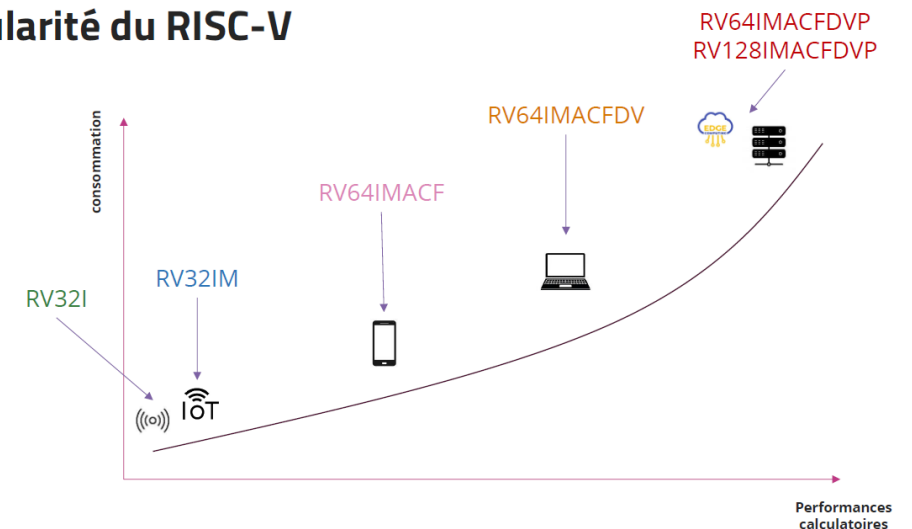 ularité du RISC-V
RV64IMACFDVP
RV128IMACFDVP
consommation
RV64IMACFDV
EDGE
RV64IMACF
RV32IM
RV32I
IoT
Performances
calculatoires